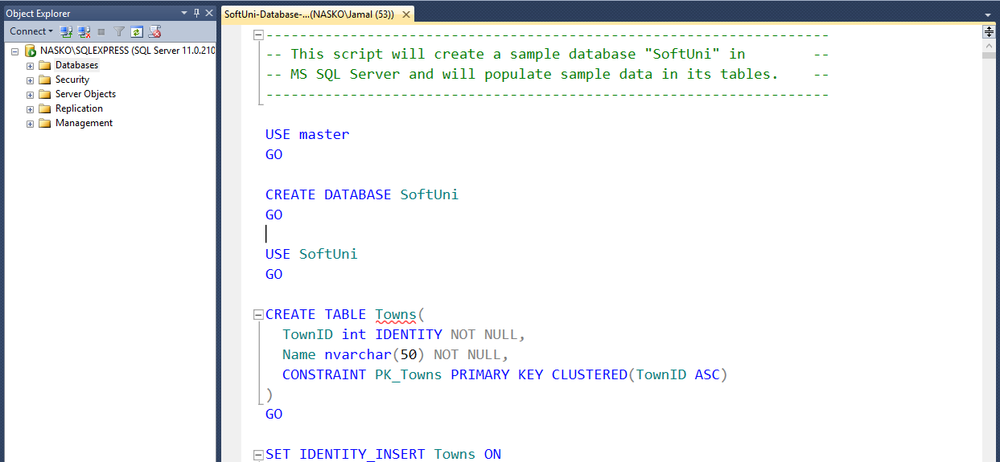 Object Explorer
Connect
NASKO\SQLEXPRESS (SQL Server 11.0.210
Databases
Security
Server Objects
Replication
Management
SoftUni-Database-...(NASKO\Jamal (53))
-------------------------------------------------------------------
-- This script will create a sample database "SoftUni" in        --
-- MS SQL Server and will populate sample data in its tables.    --
-------------------------------------------------------------------
USE master
GO
CREATE DATABASE SoftUni
GO
USE SoftUni
GO
CREATE TABLE Towns(
  TownID int IDENTITY NOT NULL,
  Name nvarchar(50) NOT NULL,
  CONSTRAINT PK_Towns PRIMARY KEY CLUSTERED(TownID ASC)
)
GO
SET IDENTITY_INSERT Towns ON